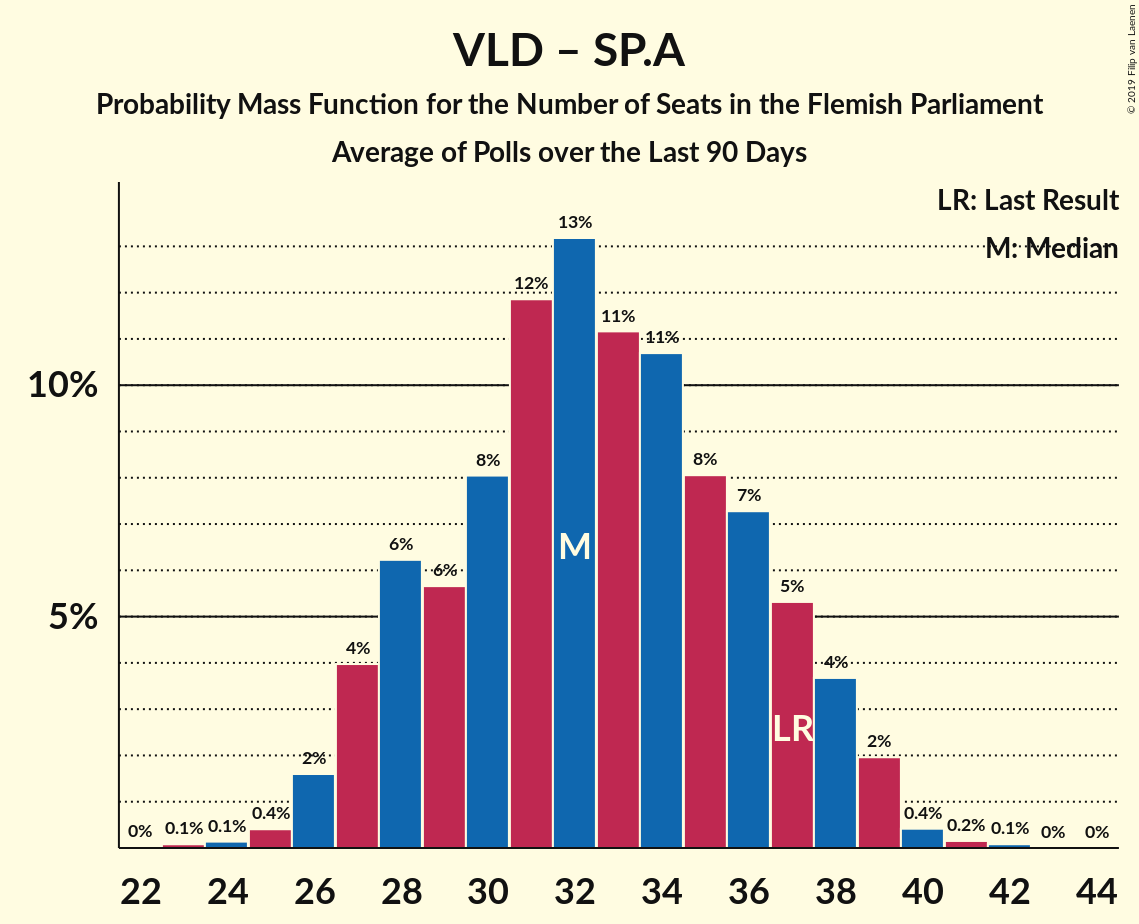 VLD – SP.A
Probability Mass Function for the Number of Seats in the Flemish Parliament
Average of Polls over the Last 90 Days
© 2019 Filip van Laenen
LR: Last Result
M: Median
10%
5%
0%
0.1%
0.1%
0.4%
2%
4%
6%
6%
8%
12%
13%
11%
11%
8%
7%
5%
4%
2%
0.4%
0.2%
0.1%
0%
0%
M
LR
22 24 26 28 30 32 34 36 38 40 42 44